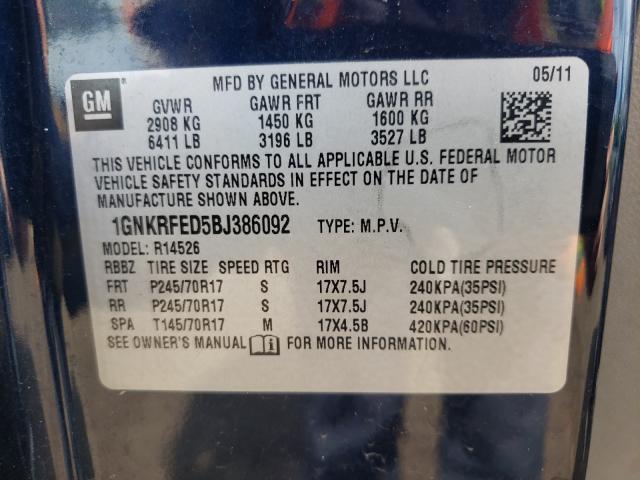 GM
MFD BY GENERAL MOTORS LLC 05/11
GVWR GAWR FRT GAWR RR
2908 KG 1450 KG 1600 KG
6411 LB 3196 LB 3527 LB
THIS VEHICLE CONFORMS TO ALL APPLICABLE U.S. FEDERAL MOTOR
VEHICLE SAFETY STANDARDS IN EFFECT ON THE DATE OF
MANUFACTURE SHOWN ABOVE.
1GNKRFED5BJ386092 TYPE: M.P.V.
MODEL: R14526
RBBZ TIRE SIZE SPEED RTG RIM COLD TIRE PRESSURE
FRT P245/70R17 S 17X7.5J 240KPA(35PSI)
RR P245/70R17 S 17X7.5J 240KPA(35PSI)
SPA T145/70R17 M 17X4.5B 420KPA(60PSI)
SEE OWNER'S MANUAL FOR MORE INFORMATION.